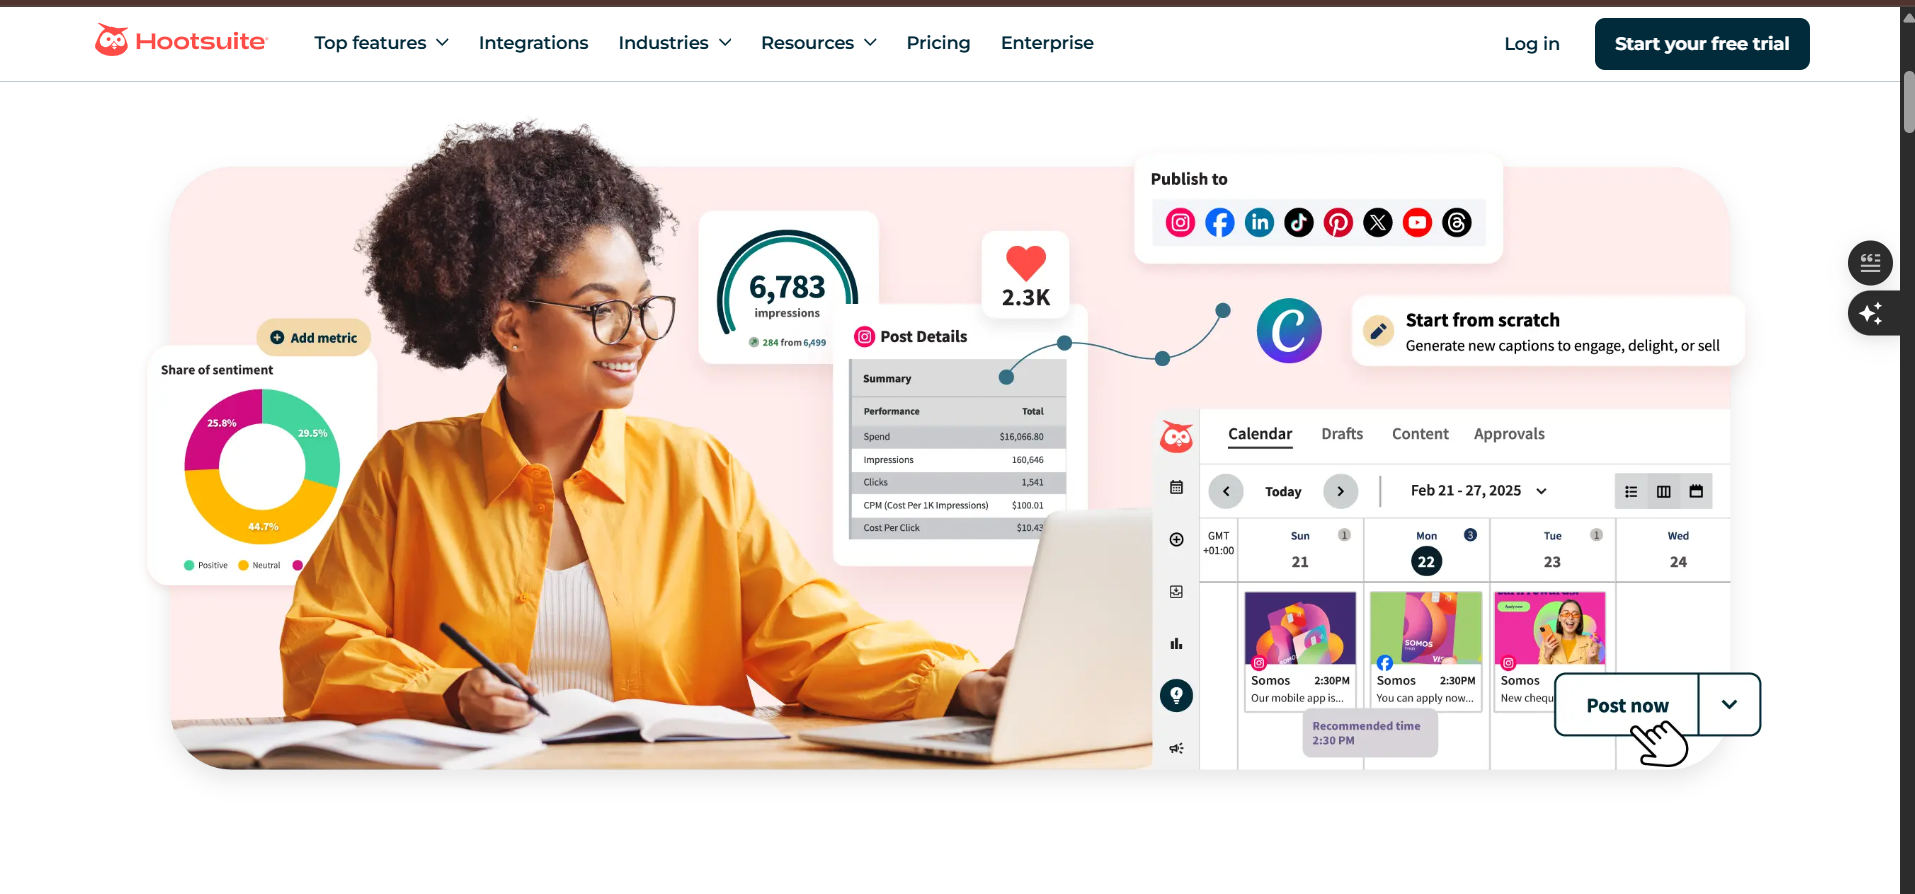 Hootsuite
Top features
Integrations
Industries
Resources
Pricing
Enterprise
Log in
Start your free trial
Publish to
6,783
impressions
284 from 6,499
2.3K
Add metric
Share of sentiment
25.8%
29.5%
44.7%
Positive
Neutral
Post Details
Summary
Performance Total
Spend $16,066.80
Impressions 160,646
Clicks 1,541
CPM (Cost Per 1K Impressions) $100.01
Cost Per Click $10.43
Start from scratch
Generate new captions to engage, delight, or sell
Calendar Drafts Content Approvals
Today
Feb 21 - 27, 2025
GMT
+01:00
Sun 1
21
Mon 3
22
Tue 1
23
Wed
24
SOMOS
Apply now
Somos 2:30PM
Our mobile app is...
Somos 2:30PM
You can apply now...
Somos
New chequ
Recommended time
2:30 PM
Post now